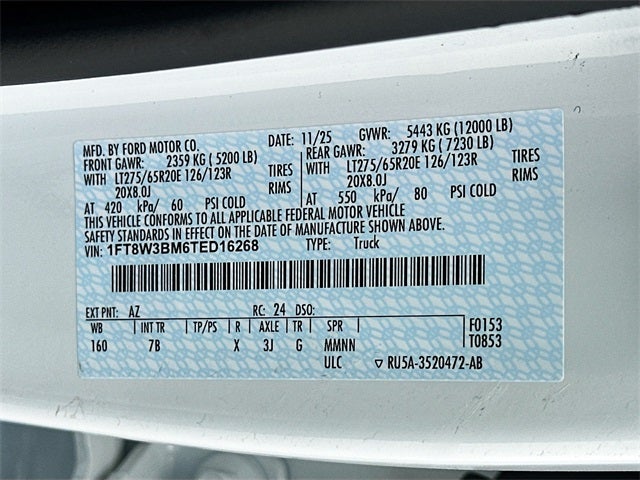 MFD. BY FORD MOTOR CO. DATE: 11/25 GVWR: 5443 KG (12000 LB)
FRONT GAWR: 2359 KG (5200 LB) REAR GAWR: 3279 KG (7230 LB)
WITH LT275/65R20E 126/123R TIRES WITH LT275/65R20E 126/123R TIRES
20X8.0J RIMS 20X8.0J RIMS
AT 420 kPa/ 60 PSI COLD AT 550 kPa/ 80 PSI COLD
THIS VEHICLE CONFORMS TO ALL APPLICABLE FEDERAL MOTOR VEHICLE
SAFETY STANDARDS IN EFFECT ON THE DATE OF MANUFACTURE SHOWN ABOVE.
VIN: 1FT8W3BM6TED16268 TYPE: Truck
EXT PNT: AZ RC: 24 DSO:
WB INT TR TP/PS R AXLE TR SPR F0153
160 7B X 3J G MMNN T0853
ULC ▽ RU5A-3520472-AB